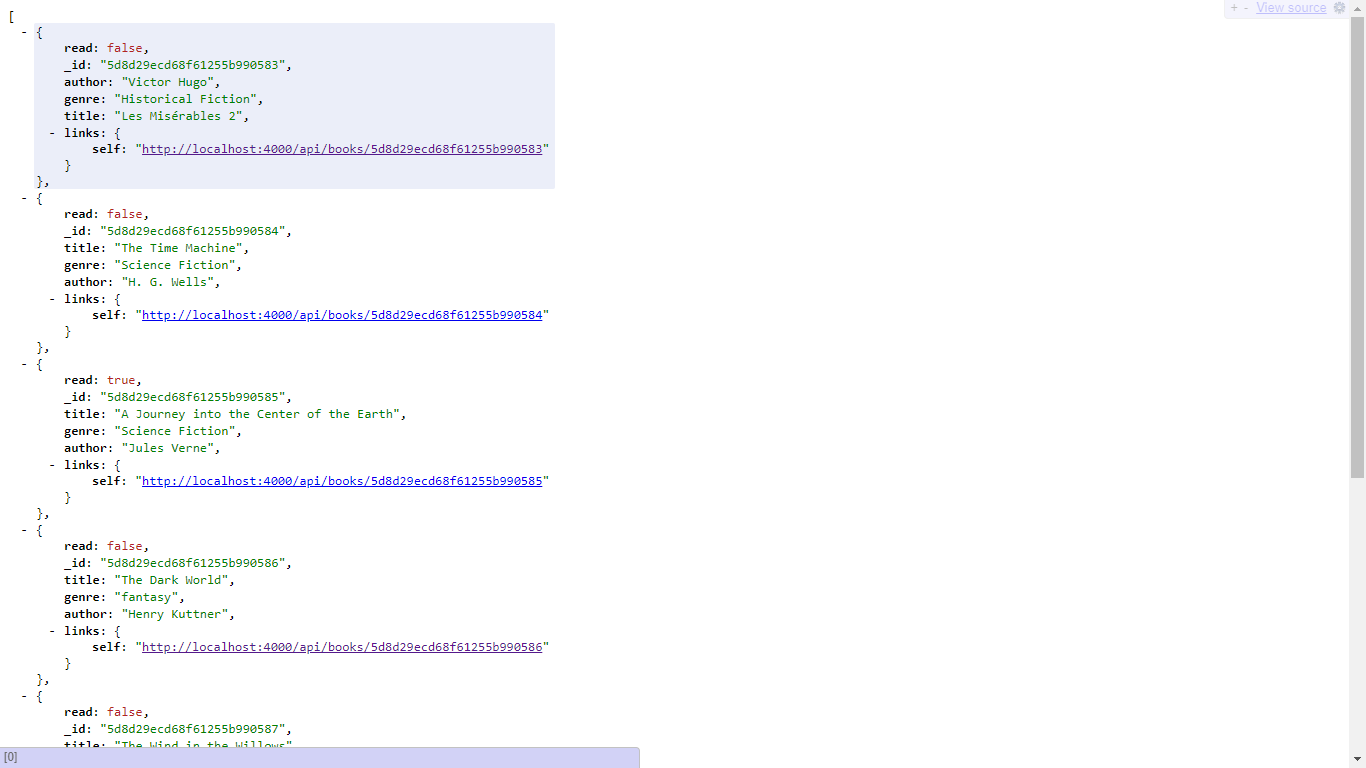 [
+ - View source
- {
read: false,
_id: "5d8d29ecd68f61255b990583",
author: "Victor Hugo",
genre: "Historical Fiction",
title: "Les Misérables 2",
- links: {
self: "http://localhost:4000/api/books/5d8d29ecd68f61255b990583"
}
},
- {
read: false,
_id: "5d8d29ecd68f61255b990584",
title: "The Time Machine",
genre: "Science Fiction",
author: "H. G. Wells",
- links: {
self: "http://localhost:4000/api/books/5d8d29ecd68f61255b990584"
}
},
- {
read: true,
_id: "5d8d29ecd68f61255b990585",
title: "A Journey into the Center of the Earth",
genre: "Science Fiction",
author: "Jules Verne",
- links: {
self: "http://localhost:4000/api/books/5d8d29ecd68f61255b990585"
}
},
- {
read: false,
_id: "5d8d29ecd68f61255b990586",
title: "The Dark World",
genre: "fantasy",
author: "Henry Kuttner",
- links: {
self: "http://localhost:4000/api/books/5d8d29ecd68f61255b990586"
}
},
- {
read: false,
_id: "5d8d29ecd68f61255b990587",
title: "The Wind in the Willows"
[0]